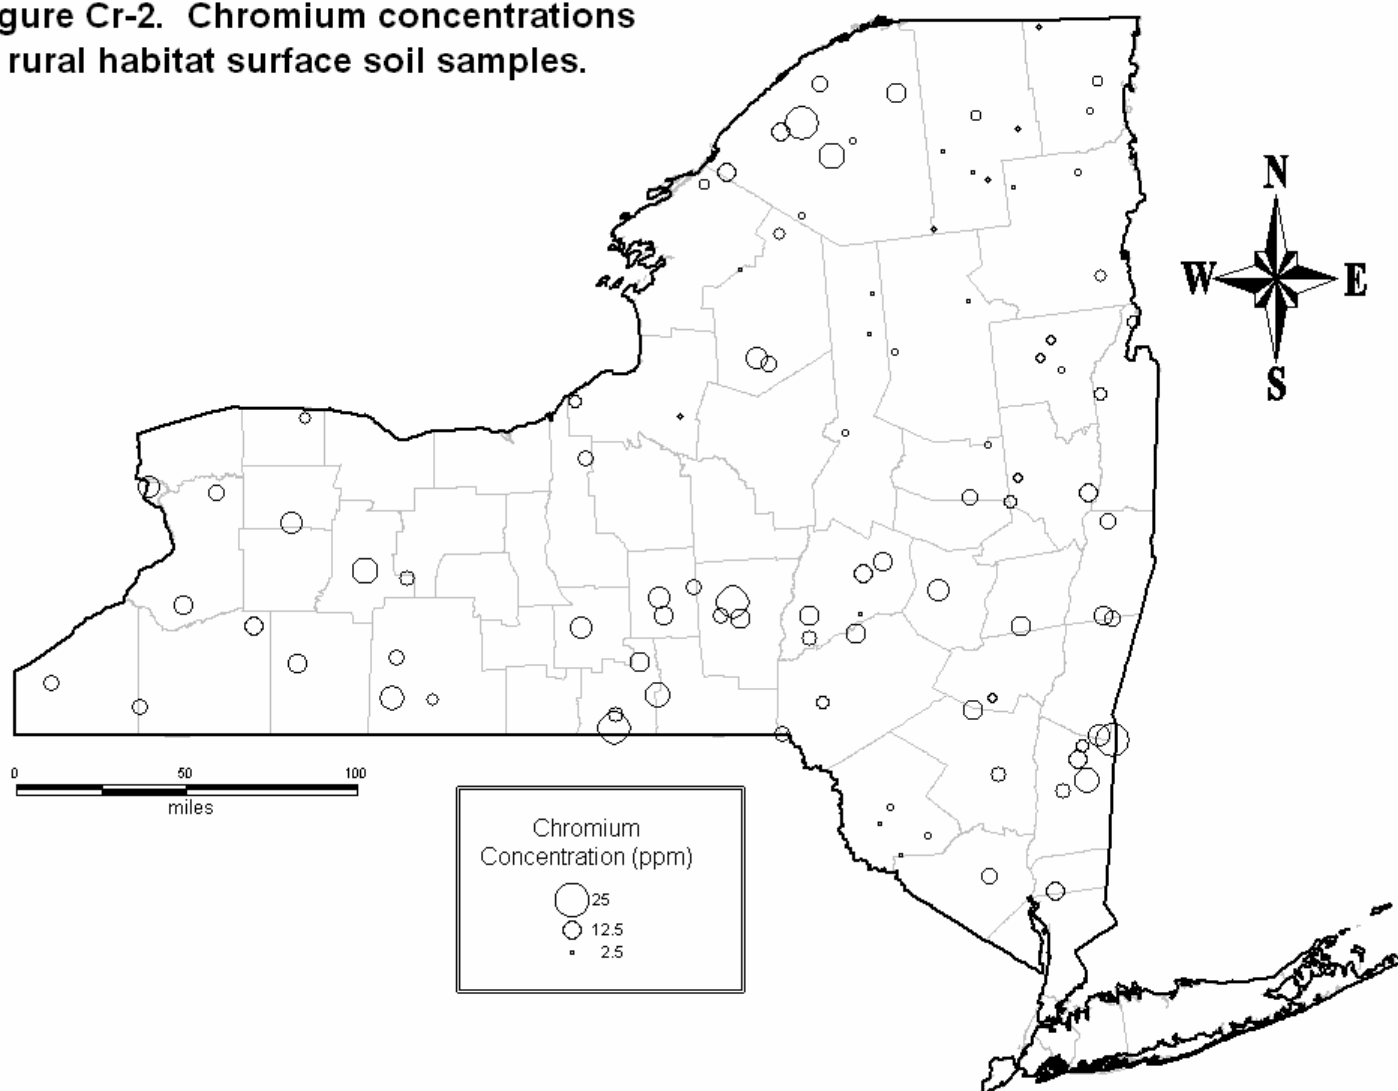 gure Cr-2. Chromium concentrations
rural habitat surface soil samples.
N
W
E
S
0 50 100
miles
Chromium
Concentration (ppm)
25
12.5
2.5